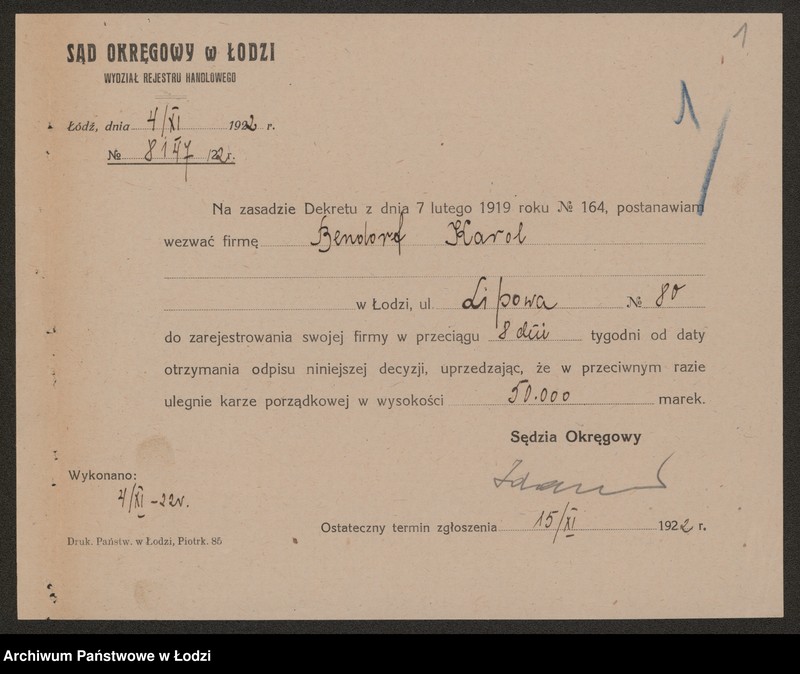 1
SĄD OKRĘGOWY w ŁODZI
WYDZIAŁ REJESTRU HANDLOWEGO
1
Łódź, dnia 4/XI 1922 r.
№ 8147 /22r.
Na zasadzie Dekretu z dnia 7 lutego 1919 roku № 164, postanawiam
wezwać firmę Bendorf Karol
w Łodzi, ul. Lipowa № 80
do zarejestrowania swojej firmy w przeciągu 8 dni tygodni od daty
otrzymania odpisu niniejszej decyzji, uprzedzając, że w przeciwnym razie
ulegnie karze porządkowej w wysokości 50.000 marek.
Sędzia Okręgowy
Wykonano:
4/XI - 22r.
Ostateczny termin zgłoszenia 15/XI 1922 r.
Druk. Państw. w Łodzi, Piotrk. 85
Archiwum Państwowe w Łodzi